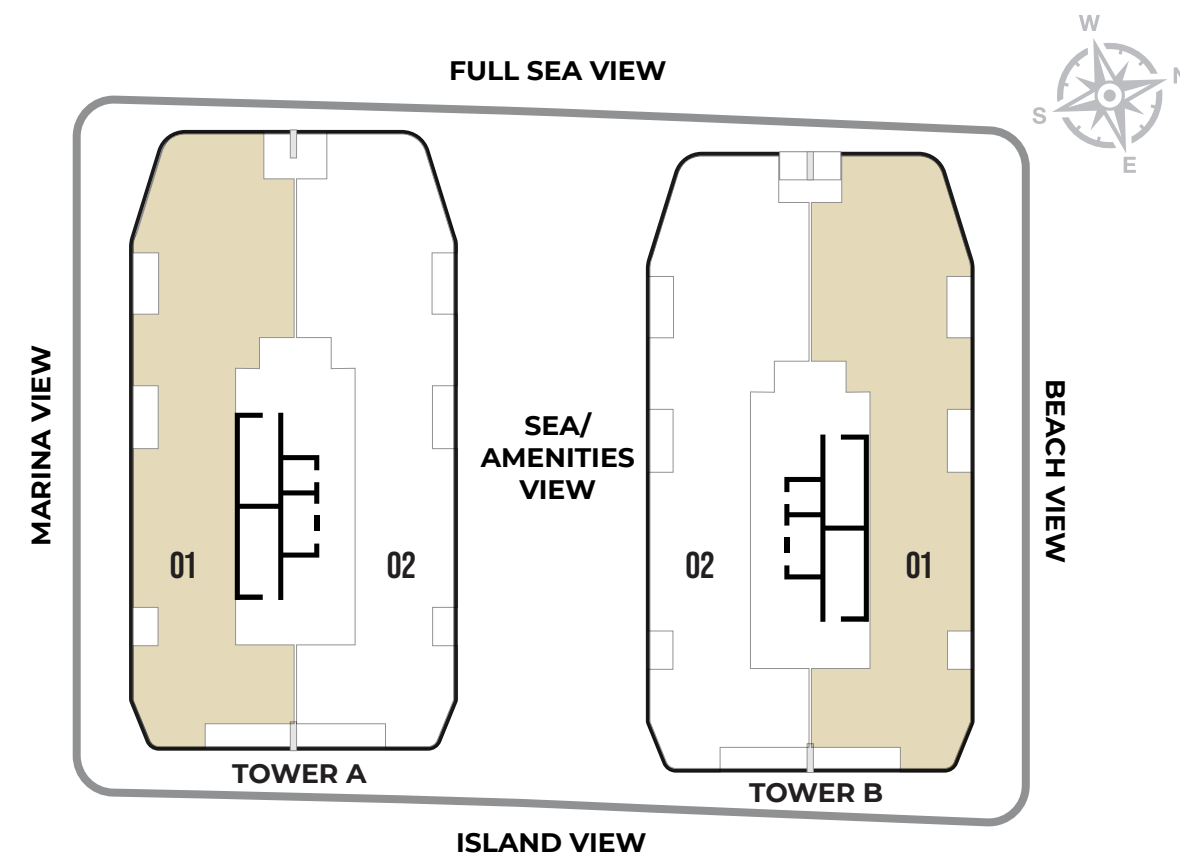 W
N
S
E
FULL SEA VIEW
MARINA VIEW
SEA/
AMENITIES
VIEW
BEACH VIEW
01
02
02
01
TOWER A
TOWER B
ISLAND VIEW